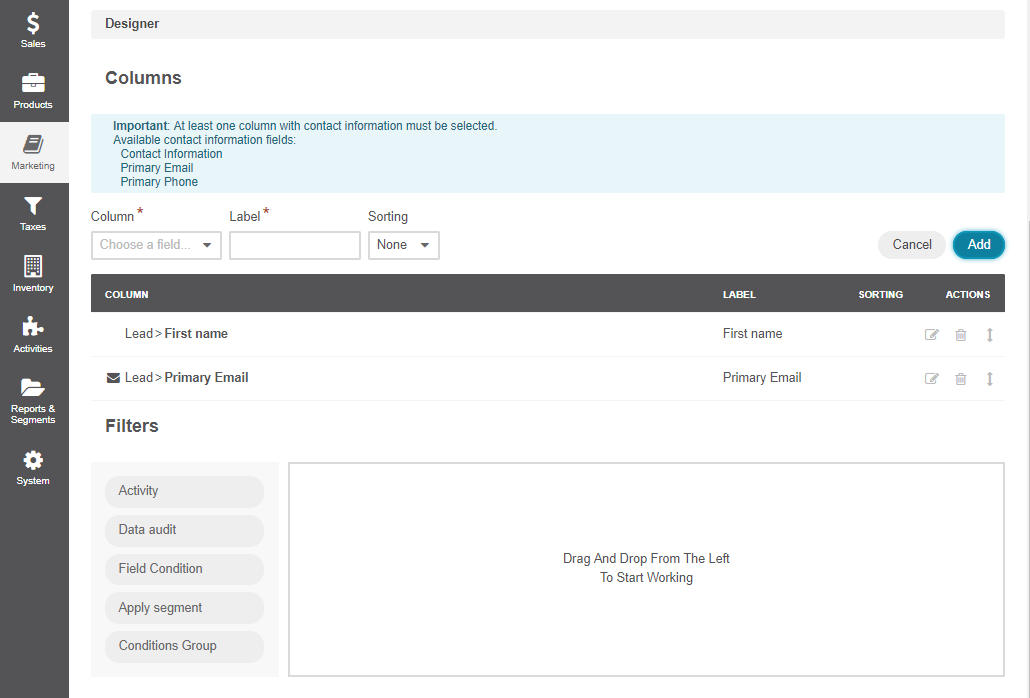 Sales
Products
Marketing
Taxes
Inventory
Activities
Reports &
Segments
System
Designer
Columns
Important: At least one column with contact information must be selected.
Available contact information fields:
Contact Information
Primary Email
Primary Phone
Column * Label * Sorting
Choose a field... None Cancel Add
COLUMN LABEL SORTING ACTIONS
Lead > First name First name
Lead > Primary Email Primary Email
Filters
Activity
Data audit
Field Condition
Apply segment
Conditions Group
Drag And Drop From The Left
To Start Working